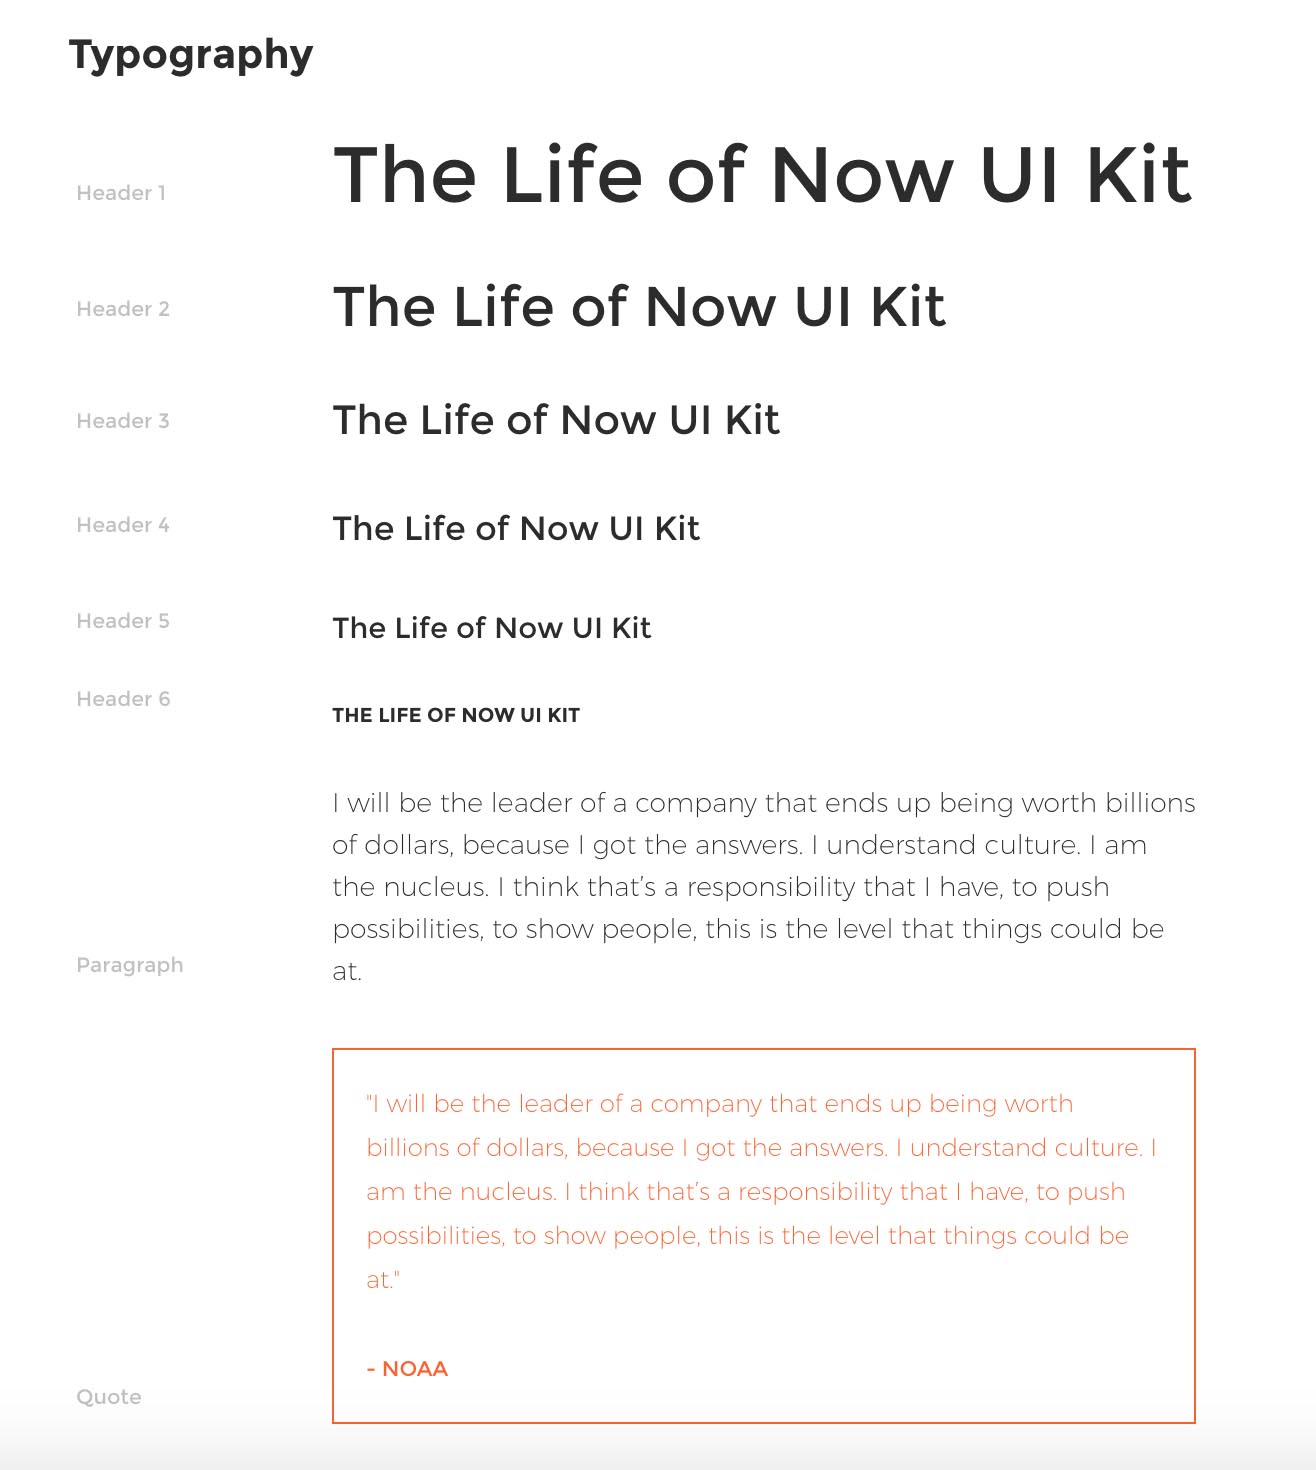 Typography
Header 1
The Life of Now UI Kit
Header 2
The Life of Now UI Kit
Header 3
The Life of Now UI Kit
Header 4
The Life of Now UI Kit
Header 5
The Life of Now UI Kit
Header 6
THE LIFE OF NOW UI KIT
Paragraph
I will be the leader of a company that ends up being worth billions
of dollars, because I got the answers. I understand culture. I am
the nucleus. I think that’s a responsibility that I have, to push
possibilities, to show people, this is the level that things could be
at.
Quote
"I will be the leader of a company that ends up being worth
billions of dollars, because I got the answers. I understand culture. I
am the nucleus. I think that’s a responsibility that I have, to push
possibilities, to show people, this is the level that things could be
at."
- NOAA